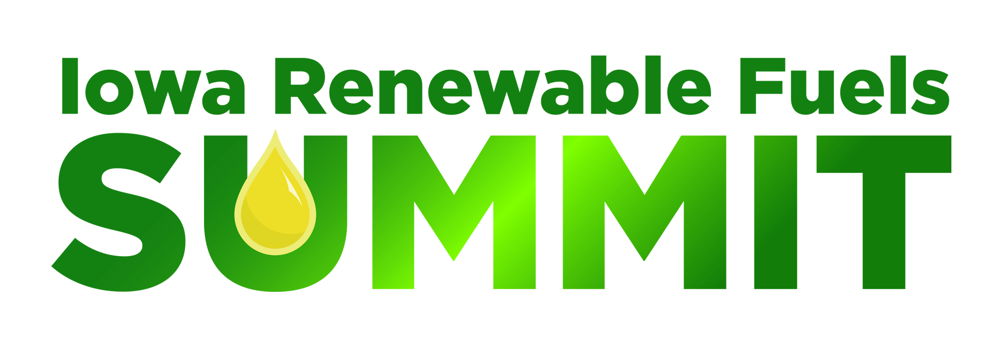 Iowa Renewable Fuels
SUMMIT